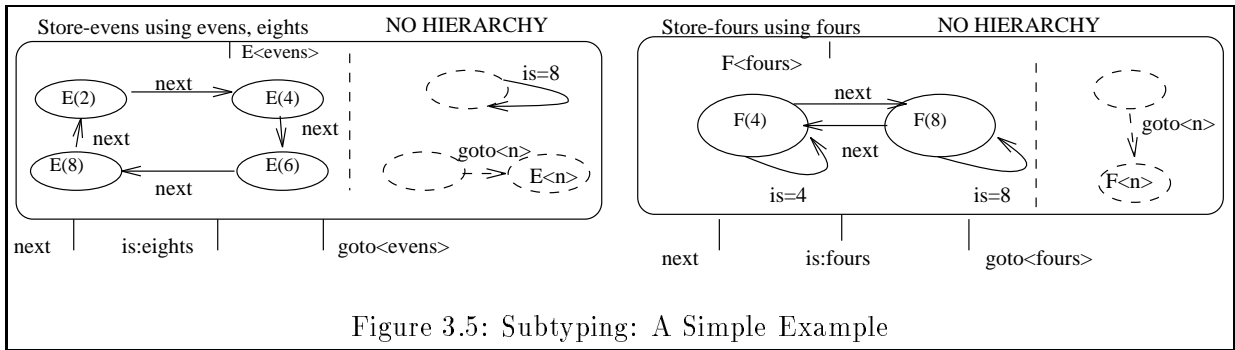 Store-evens using evens, eights
NO HIERARCHY
E<evens>
E(2)
next
E(4)
next
next
E(8)
next
E(6)
is=8
goto<n>
E<n>
next
is:eights
goto<evens>
Store-fours using fours
NO HIERARCHY
F<fours>
F(4)
next
F(8)
next
is=4
is=8
goto<n>
F<n>
next
is:fours
goto<fours>
Figure 3.5: Subtyping: A Simple Example